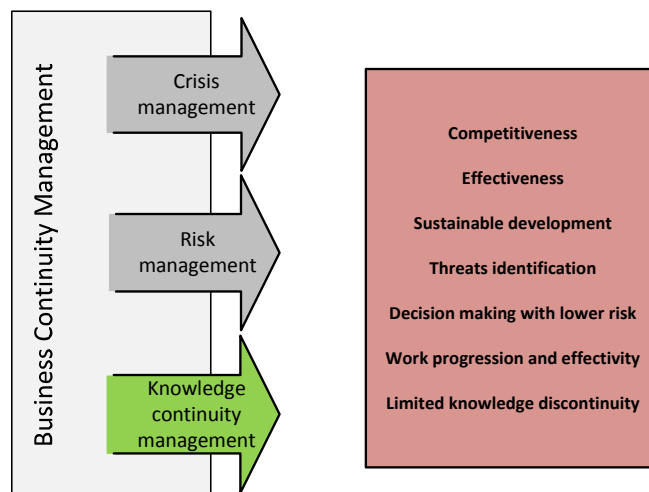 Business Continuity Management
Crisis
management
Risk
management
Knowledge
continuity
management
Competitiveness
Effectiveness
Sustainable development
Threats identification
Decision making with lower risk
Work progression and effectivity
Limited knowledge discontinuity